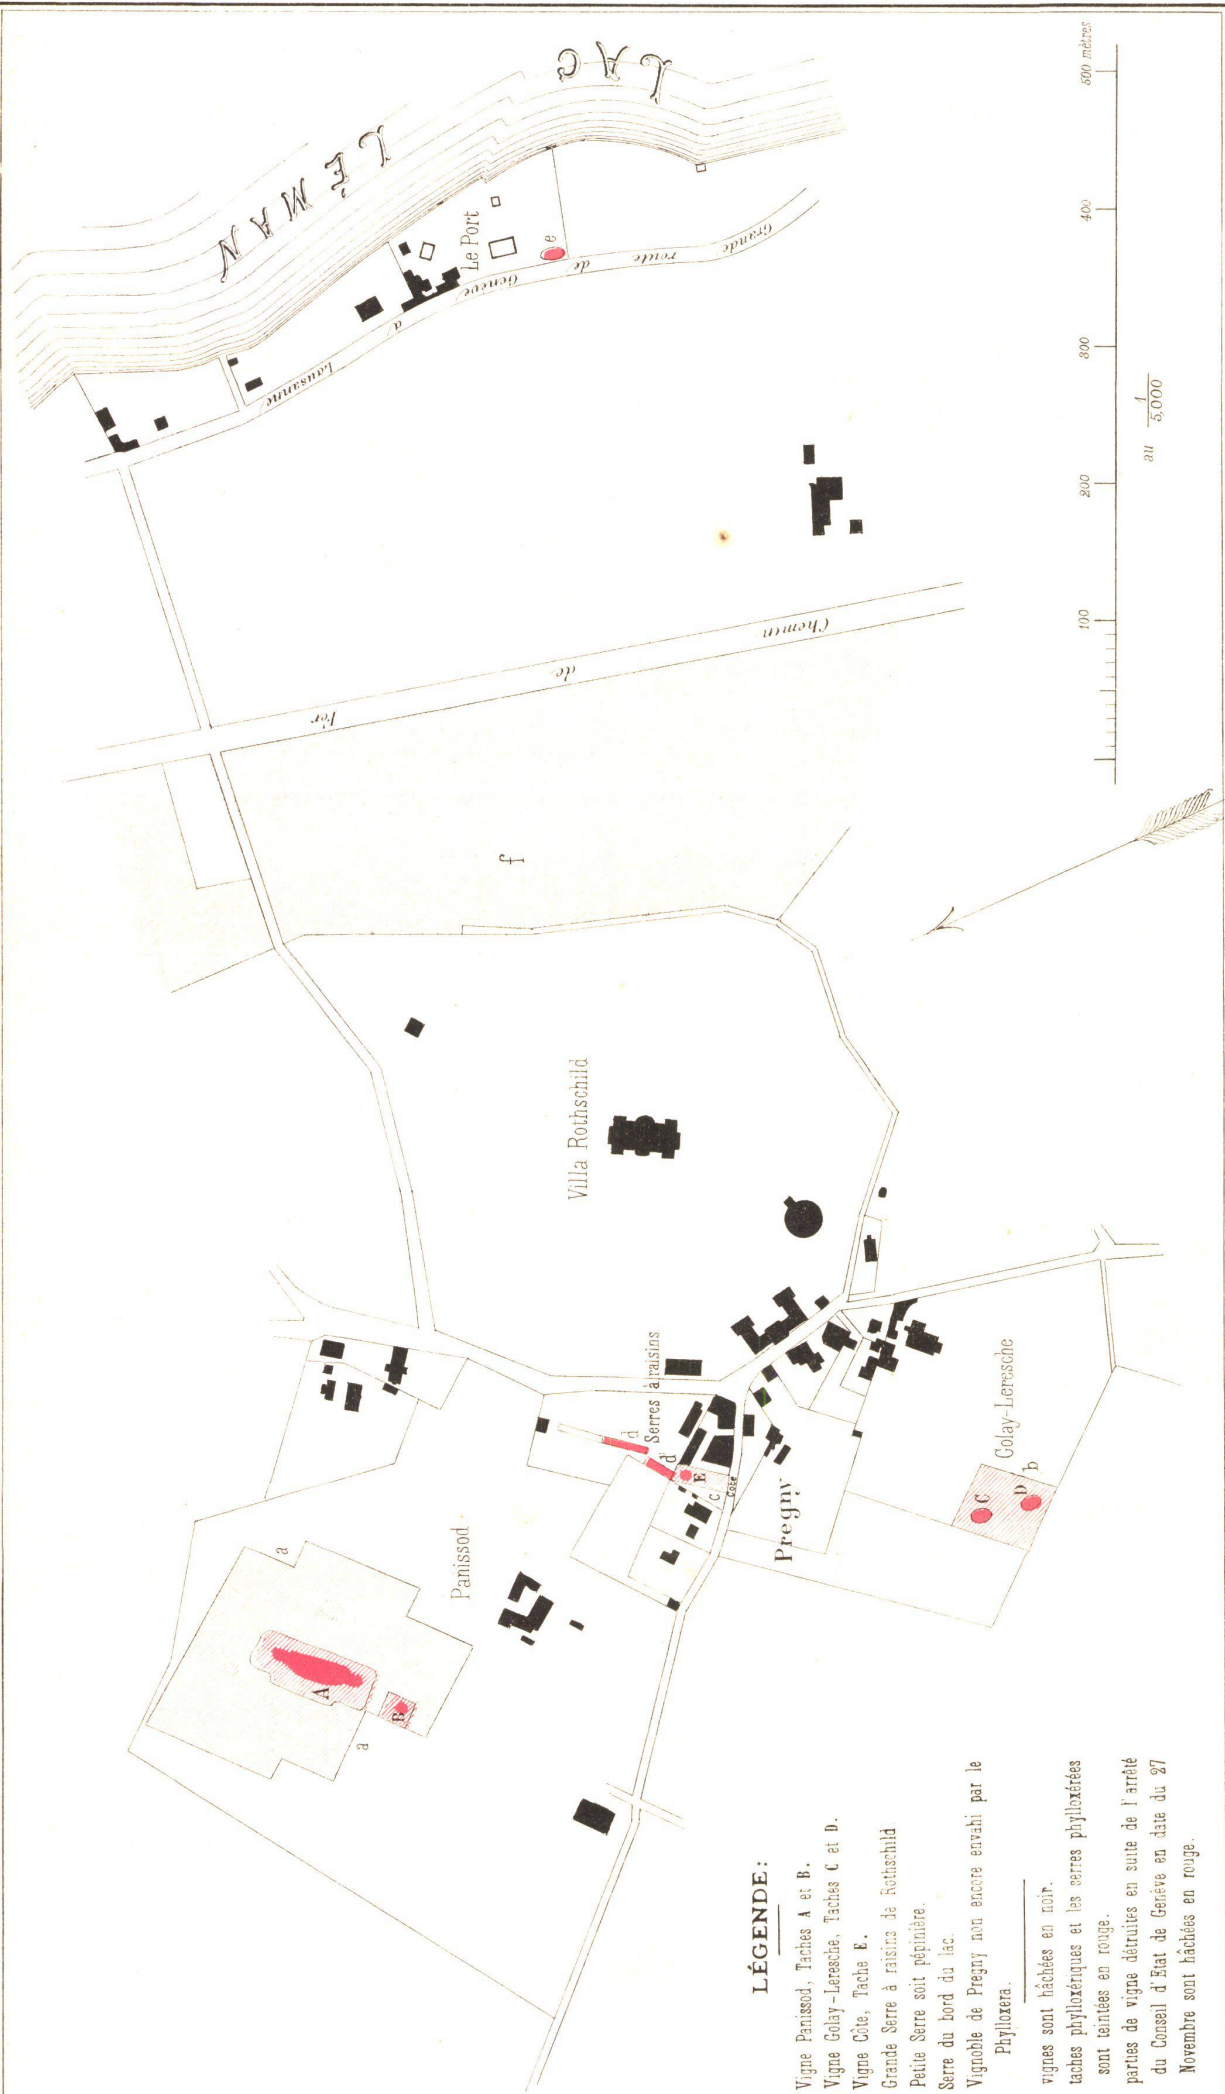 LAC
LÉMAN
Le Port
e
Grande
route
de
Genève
à
Lausanne
Chemin
de
Fer
f
Villa Rothschild
Serres à raisins
d
d'
E
C
Côte
Pregny
Golay-Leresche
b
C
D
Panissod
a
a
A
B
500 mètres
400
300
200
100
au 1/5,000
LÉGENDE:
Vigne Panissod, Taches A et B.
Vigne Golay-Leresche, Taches C et D.
Vigne Côte, Tache E.
Grande Serre à raisins de Rothschild
Petite Serre soit pépinière.
Serre du bord du lac.
Vignoble de Pregny non encore envahi par le
Phylloxera.
vignes sont hâchées en noir.
taches phylloxériques et les serres phylloxérées
sont teintées en rouge.
parties de vigne détruites en suite de l'arrêté
du Conseil d'Etat de Genève en date du 27
Novembre sont hâchées en rouge.